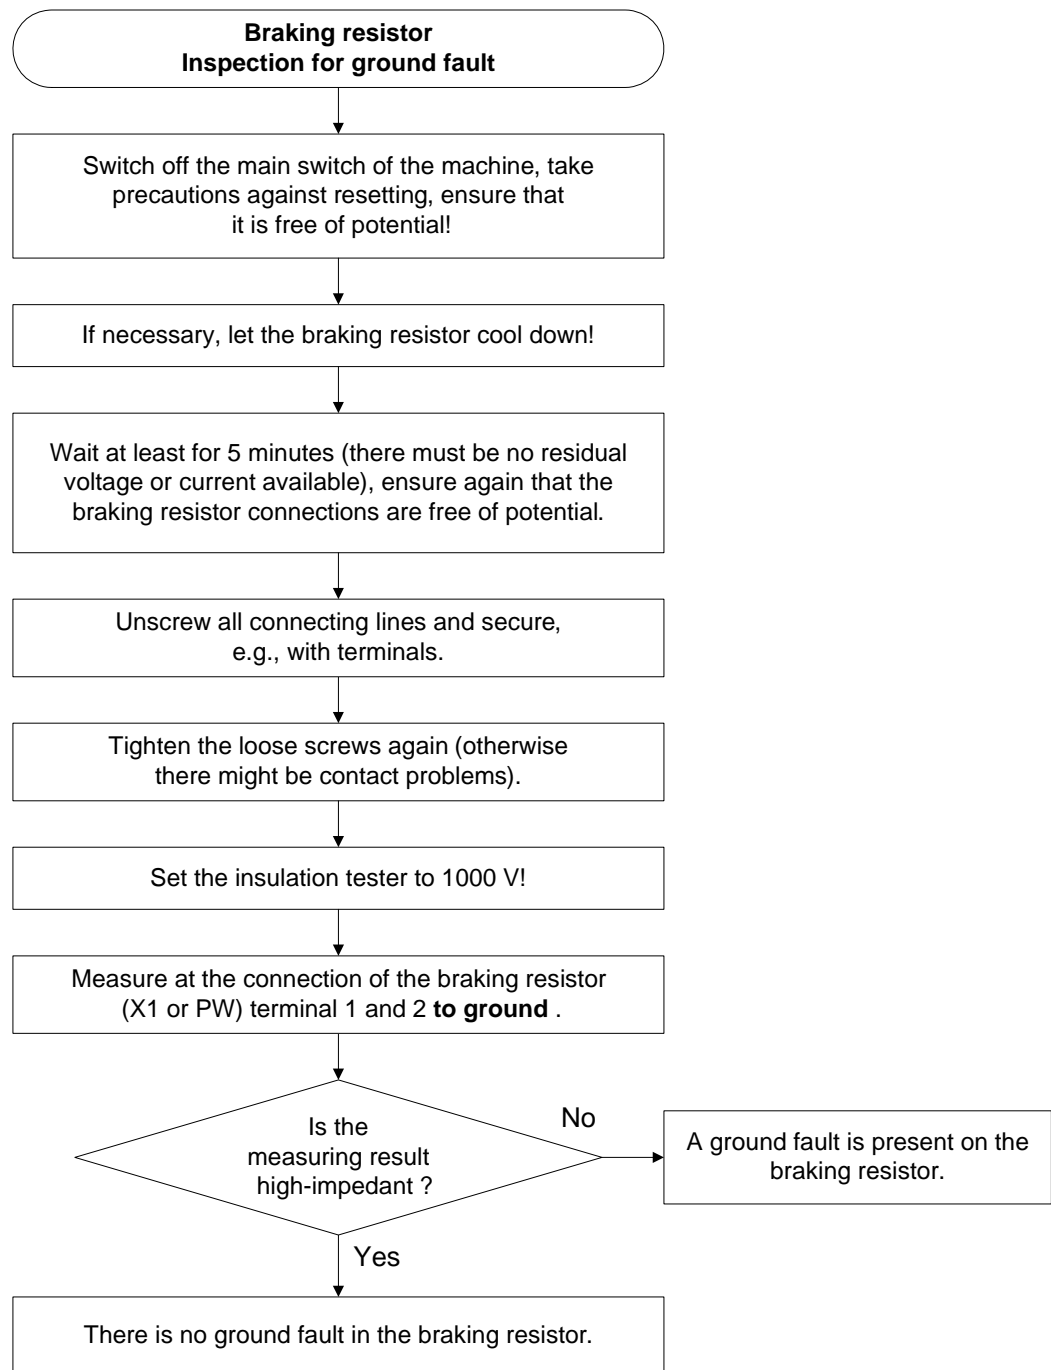 Braking resistor
Inspection for ground fault
Switch off the main switch of the machine, take
precautions against resetting, ensure that
it is free of potential!
If necessary, let the braking resistor cool down!
Wait at least for 5 minutes (there must be no residual
voltage or current available), ensure again that the
braking resistor connections are free of potential.
Unscrew all connecting lines and secure,
e.g., with terminals.
Tighten the loose screws again (otherwise
there might be contact problems).
Set the insulation tester to 1000 V!
Measure at the connection of the braking resistor
(X1 or PW) terminal 1 and 2 to ground .
Is the
measuring result
high-impedant ?
No
A ground fault is present on the
braking resistor.
Yes
There is no ground fault in the braking resistor.